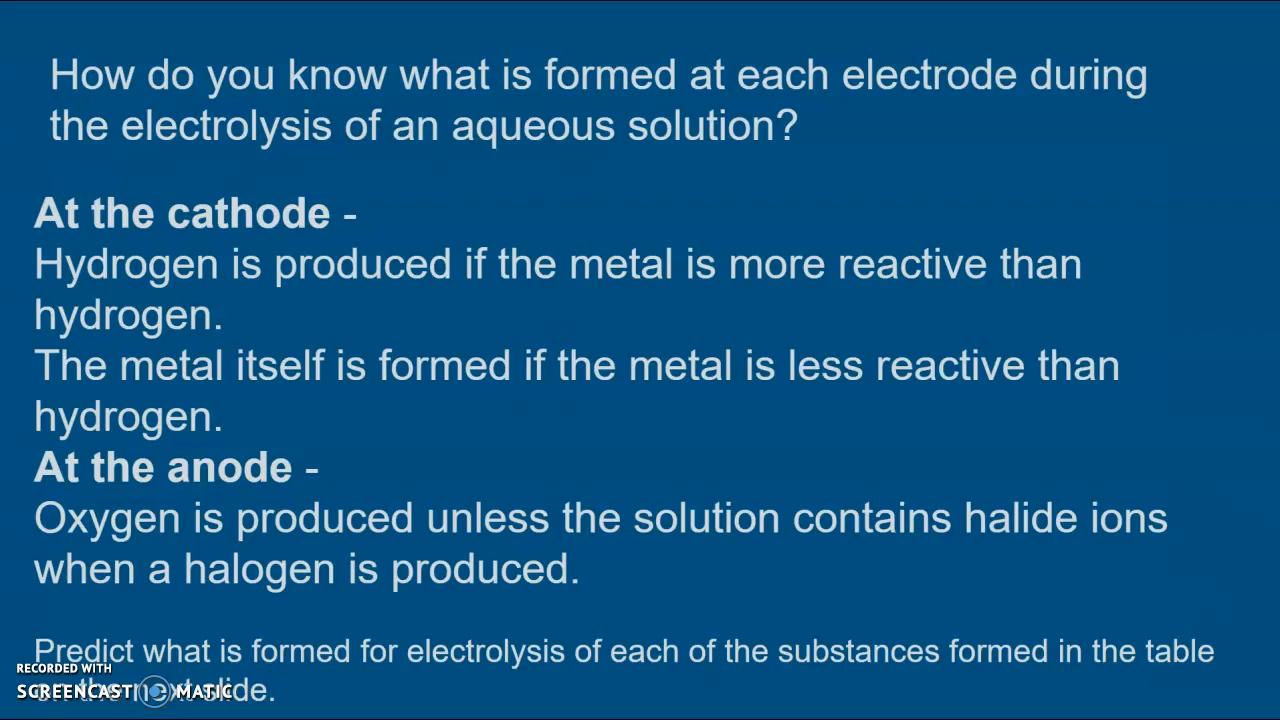 How do you know what is formed at each electrode during
the electrolysis of an aqueous solution?
At the cathode -
Hydrogen is produced if the metal is more reactive than
hydrogen.
The metal itself is formed if the metal is less reactive than
hydrogen.
At the anode -
Oxygen is produced unless the solution contains halide ions
when a halogen is produced.
Predict what is formed for electrolysis of each of the substances formed in the table
on the next slide.
RECORDED WITH
SCREENCAST MATIC